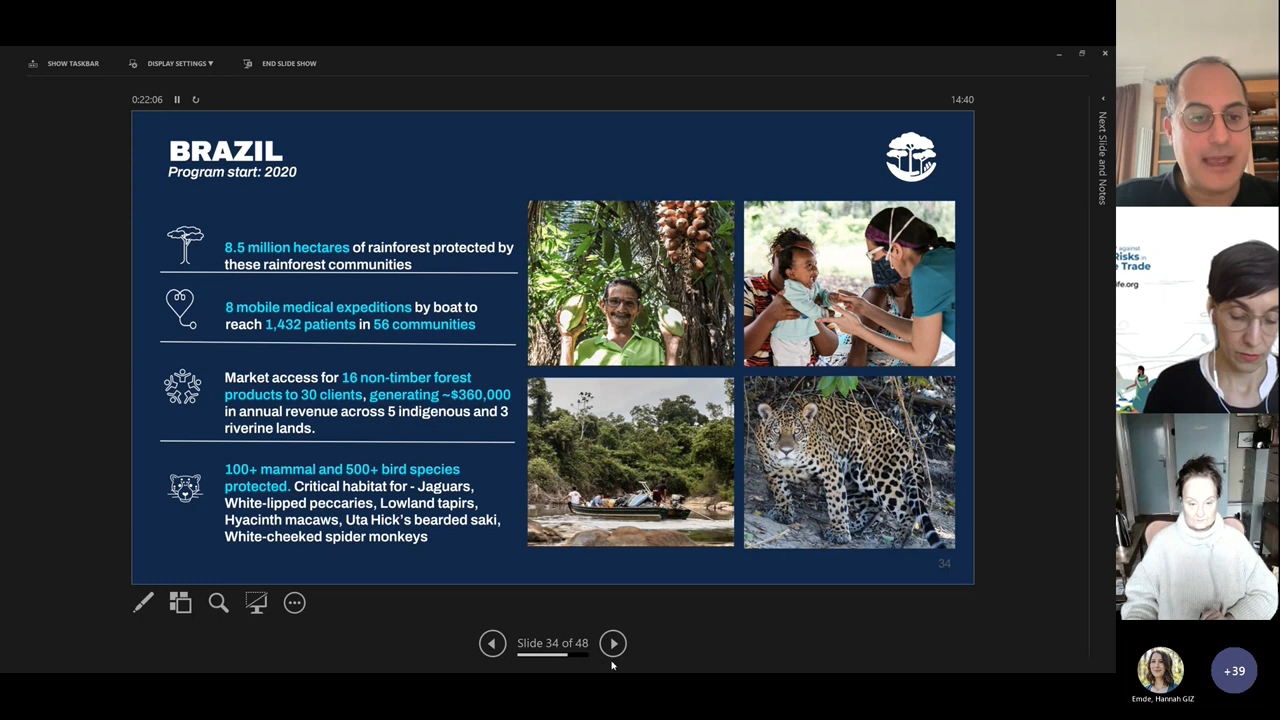 SHOW TASKBAR
DISPLAY SETTINGS ▼
END SLIDE SHOW
0:22:06
14:40
Next Slide and Notes
BRAZIL
Program start: 2020
8.5 million hectares of rainforest protected by
these rainforest communities
8 mobile medical expeditions by boat to
reach 1,432 patients in 56 communities
Market access for 16 non-timber forest
products to 30 clients, generating ~$360,000
in annual revenue across 5 indigenous and 3
riverine lands.
100+ mammal and 500+ bird species
protected. Critical habitat for - Jaguars,
White-lipped peccaries, Lowland tapirs,
Hyacinth macaws, Uta Hick's bearded saki,
White-cheeked spider monkeys
34
Slide 34 of 48
against
Risks in
Trade
life.org
Emde, Hannah GIZ
+39